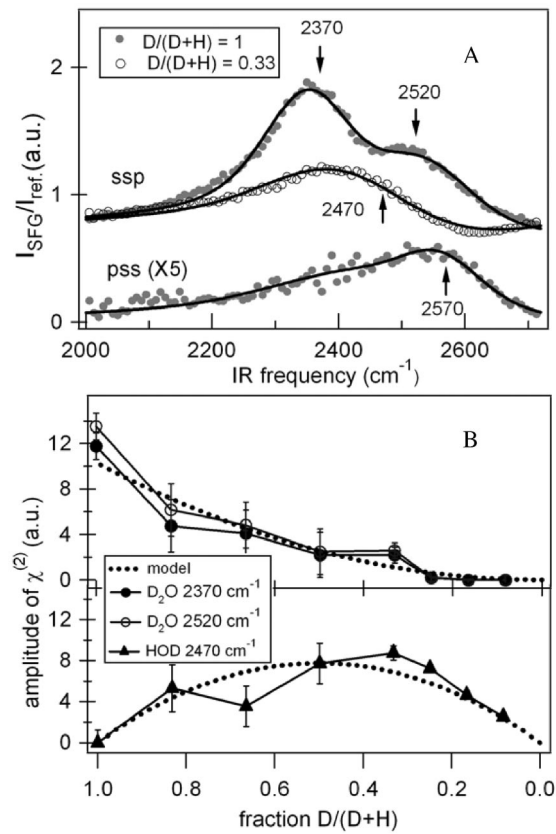 D/(D+H) = 1
D/(D+H) = 0.33
2370
A
2520
ssp
2470
pss (X5)
2570
I_SFG/I_ref.(a.u.)
2
1
0
2000
2200
2400
2600
IR frequency (cm⁻¹)
B
amplitude of χ⁽²⁾ (a.u.)
12
8
4
0
model
D₂O 2370 cm⁻¹
D₂O 2520 cm⁻¹
HOD 2470 cm⁻¹
12
8
4
0
1.0
0.8
0.6
0.4
0.2
0.0
fraction D/(D+H)